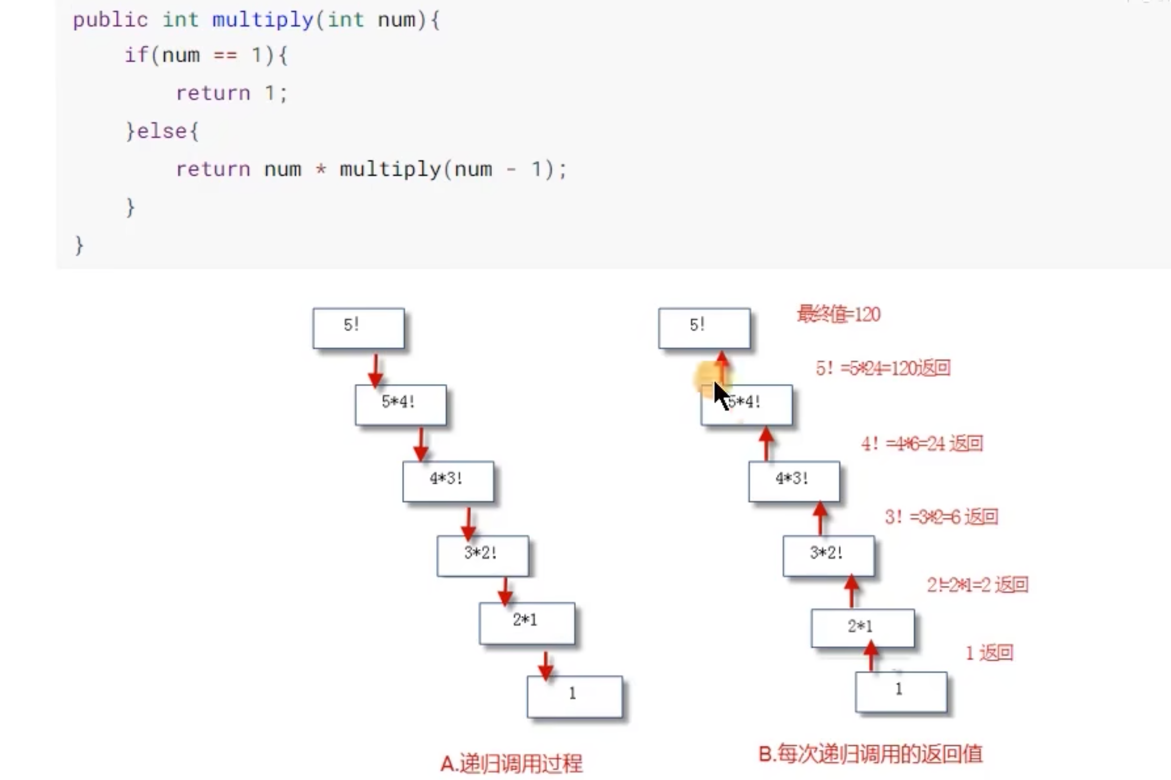 public int multiply(int num){
if(num == 1){
return 1;
}else{
return num * multiply(num - 1);
}
}
5!
5*4!
4*3!
3*2!
2*1
1
A.递归调用过程
5!
最终值=120
5! =5*24=120返回
5*4!
4! =4*6=24 返回
4*3!
3! =3*2=6 返回
3*2!
2!=2*1=2 返回
2*1
1 返回
1
B.每次递归调用的返回值